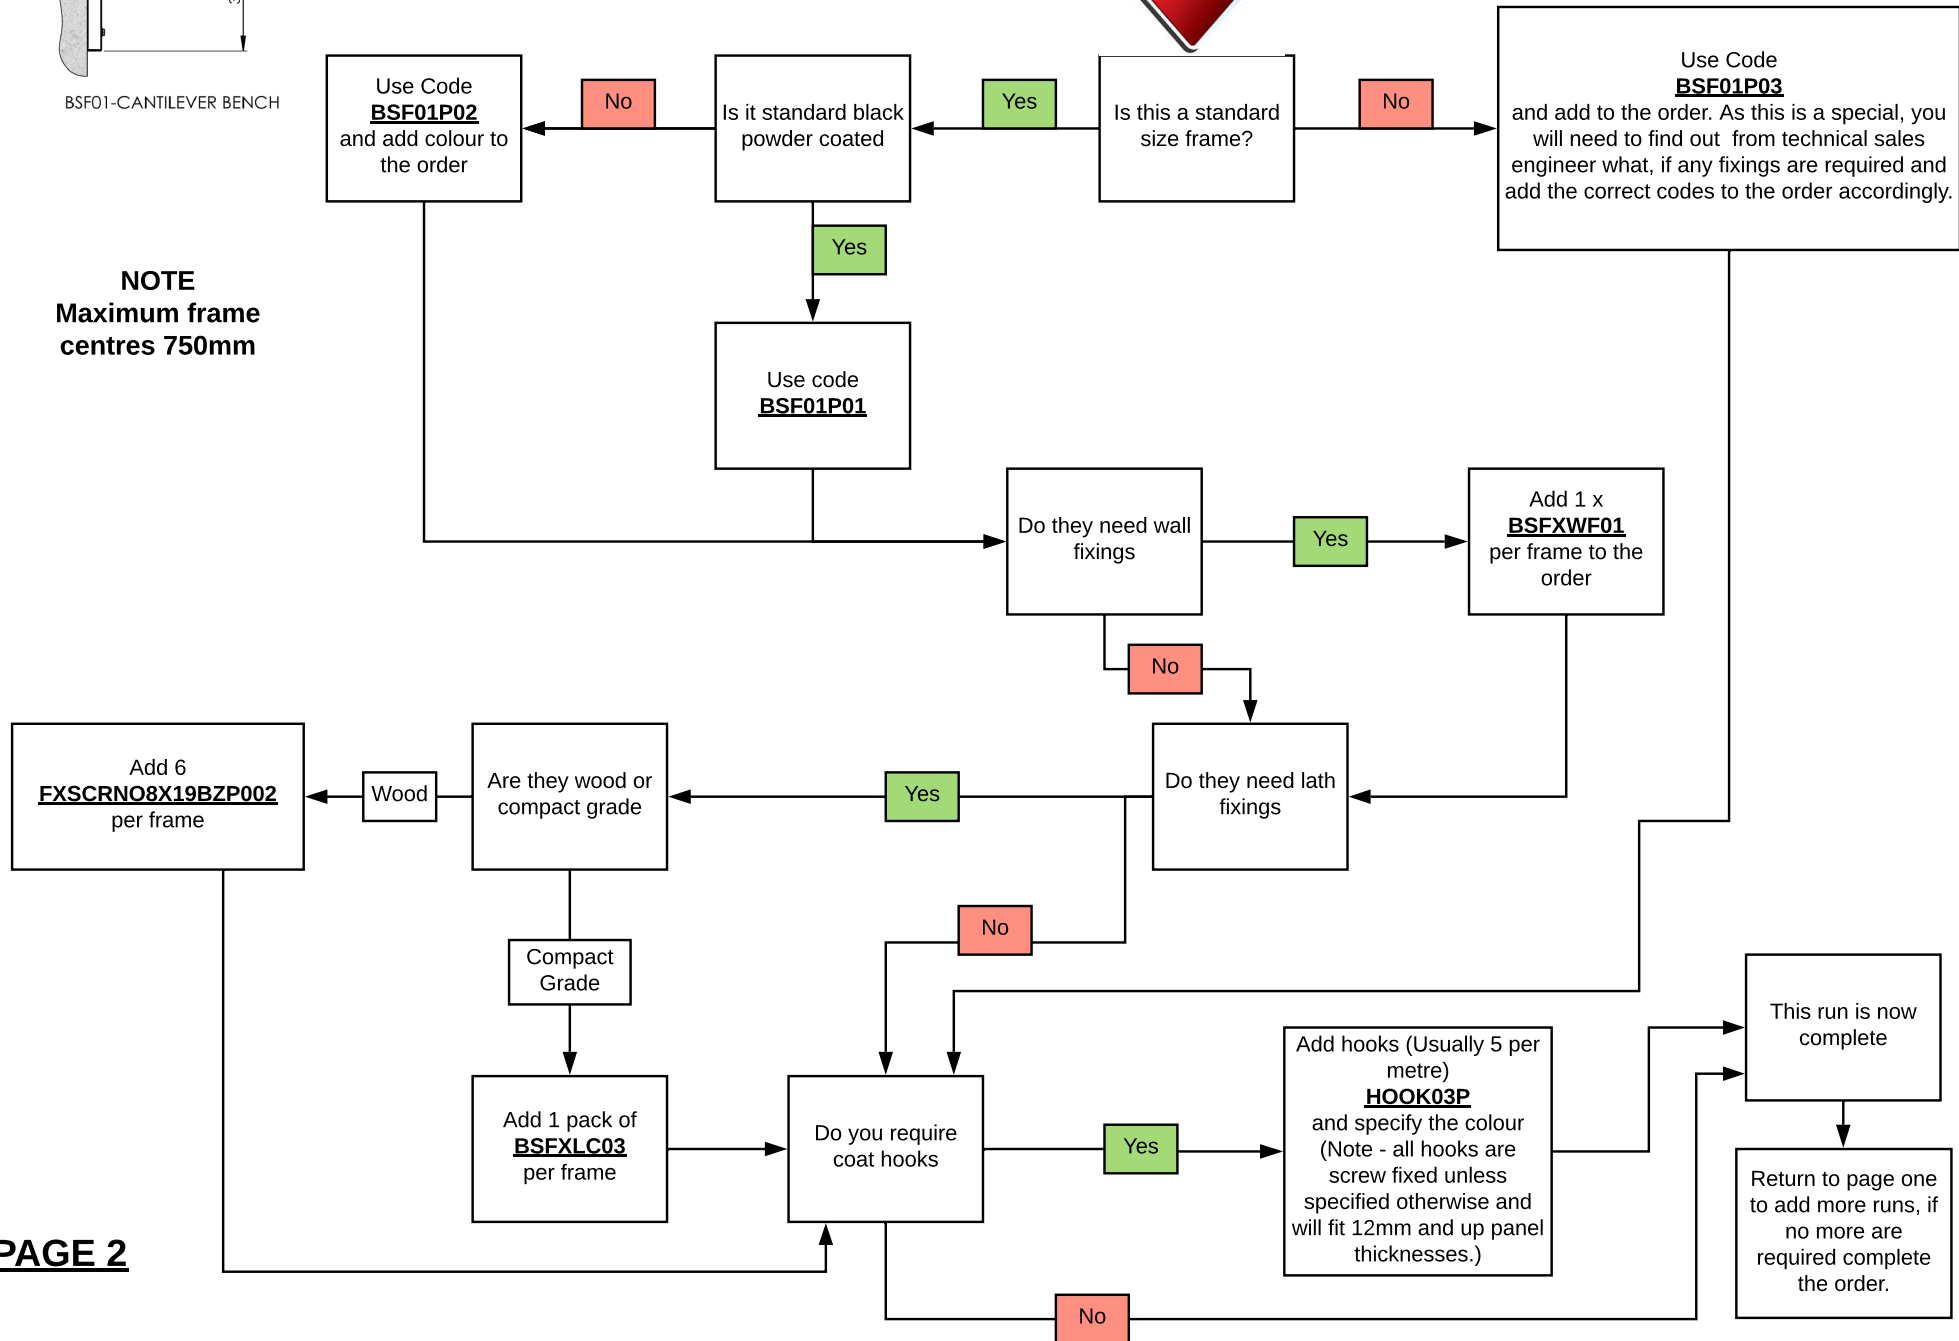 BSF01-CANTILEVER BENCH
Use Code
BSF01P02
and add colour to
the order
No
Is it standard black
powder coated
Yes
Is this a standard
size frame?
No
Use Code
BSF01P03
and add to the order. As this is a special, you
will need to find out from technical sales
engineer what, if any fixings are required and
add the correct codes to the order accordingly.
Yes
NOTE
Maximum frame
centres 750mm
Use code
BSF01P01
Do they need wall
fixings
Yes
Add 1 x
BSFXWF01
per frame to the
order
No
Add 6
FXSCRNO8X19BZP002
per frame
Wood
Are they wood or
compact grade
Yes
Do they need lath
fixings
No
Compact
Grade
Add 1 pack of
BSFXLC03
per frame
Do you require
coat hooks
Yes
Add hooks (Usually 5 per
metre)
HOOK03P
and specify the colour
(Note - all hooks are
screw fixed unless
specified otherwise and
will fit 12mm and up panel
thicknesses.)
This run is now
complete
Return to page one
to add more runs, if
no more are
required complete
the order.
PAGE 2
No